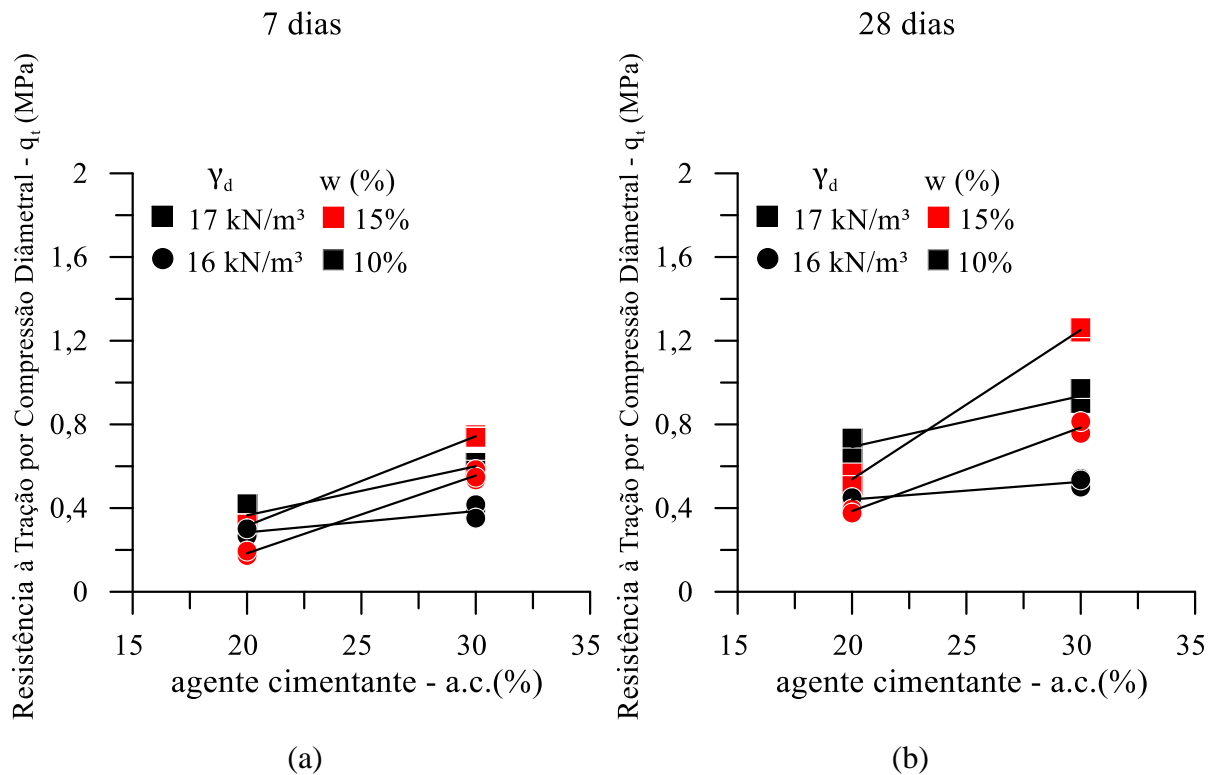 7 dias
Resistência à Tração por Compressão Diâmetral - qt (MPa)
2
1,6
1,2
0,8
0,4
0
γd w (%)
17 kN/m³ 15%
16 kN/m³ 10%
15 20 25 30 35
agente cimentante - a.c.(%)
(a)
28 dias
Resistência à Tração por Compressão Diâmetral - qt (MPa)
2
1,6
1,2
0,8
0,4
0
γd w (%)
17 kN/m³ 15%
16 kN/m³ 10%
15 20 25 30 35
agente cimentante - a.c.(%)
(b)